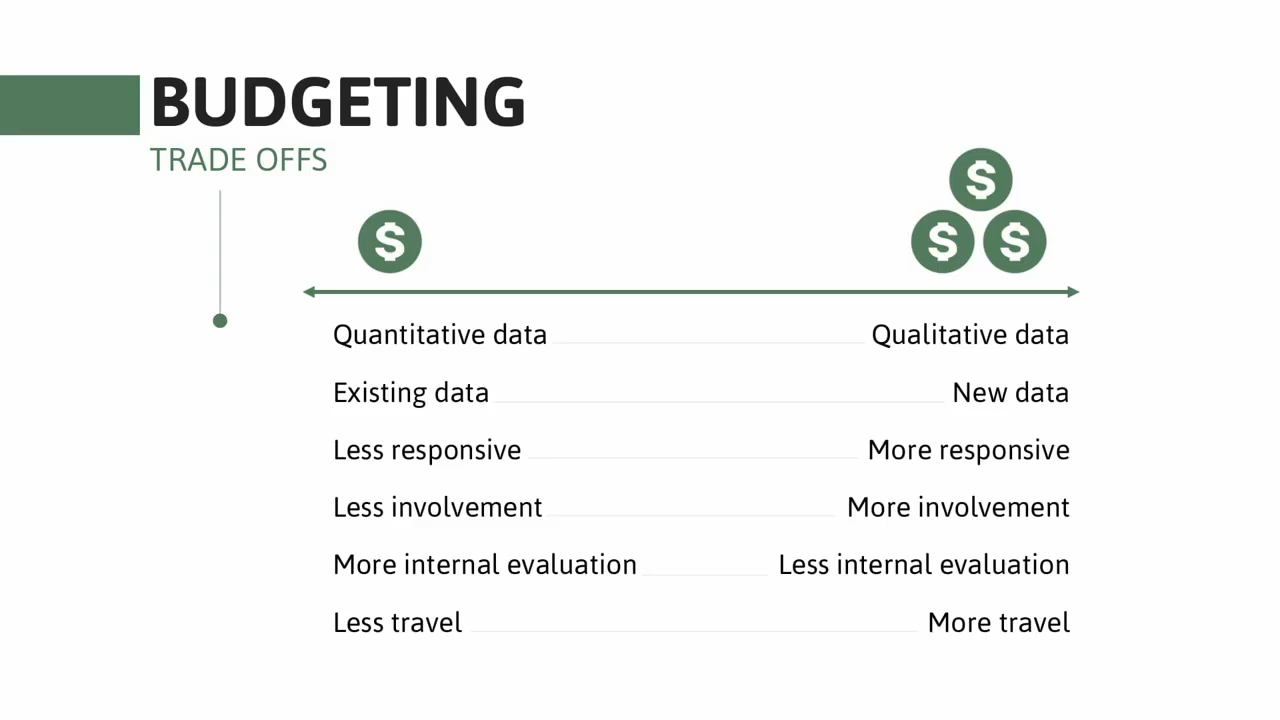 BUDGETING
TRADE OFFS
$
$
$ $
Quantitative data Qualitative data
Existing data New data
Less responsive More responsive
Less involvement More involvement
More internal evaluation Less internal evaluation
Less travel More travel